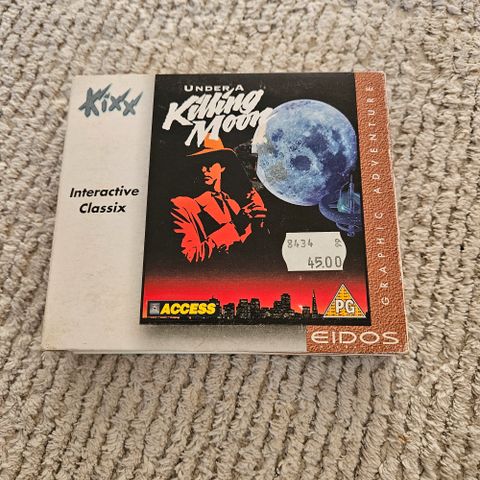 Kixx
Interactive
Classix
UNDER A
Killing
Moon
8434 &
45.00
ACCESS
PG
GRAPHIC ADVENTURE
EIDOS